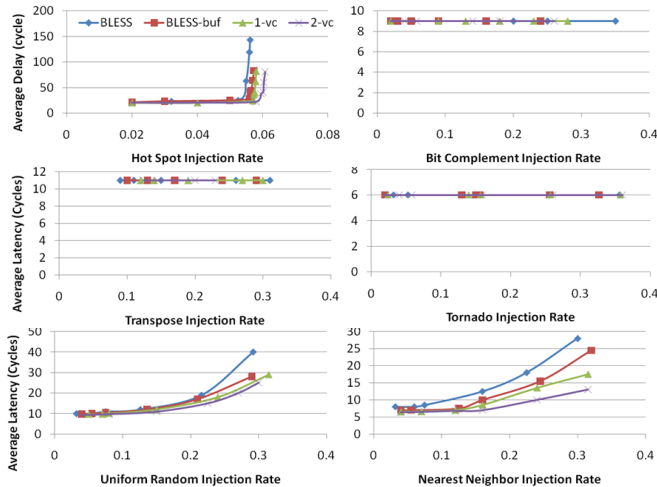 BLESS BLESS-buf 1-vc 2-vc
Average Delay (cycle)
200
150
100
50
0
0 0.02 0.04 0.06 0.08
Hot Spot Injection Rate
10
8
6
4
2
0
0 0.1 0.2 0.3 0.4
Bit Complement Injection Rate
Average Latency (Cycles)
12
10
8
6
4
2
0
0 0.1 0.2 0.3 0.4
Transpose Injection Rate
8
6
4
2
0
0 0.1 0.2 0.3 0.4
Tornado Injection Rate
Average Latency (Cycles)
50
40
30
20
10
0
0 0.1 0.2 0.3 0.4
Uniform Random Injection Rate
30
25
20
15
10
5
0
0 0.1 0.2 0.3 0.4
Nearest Neighbor Injection Rate